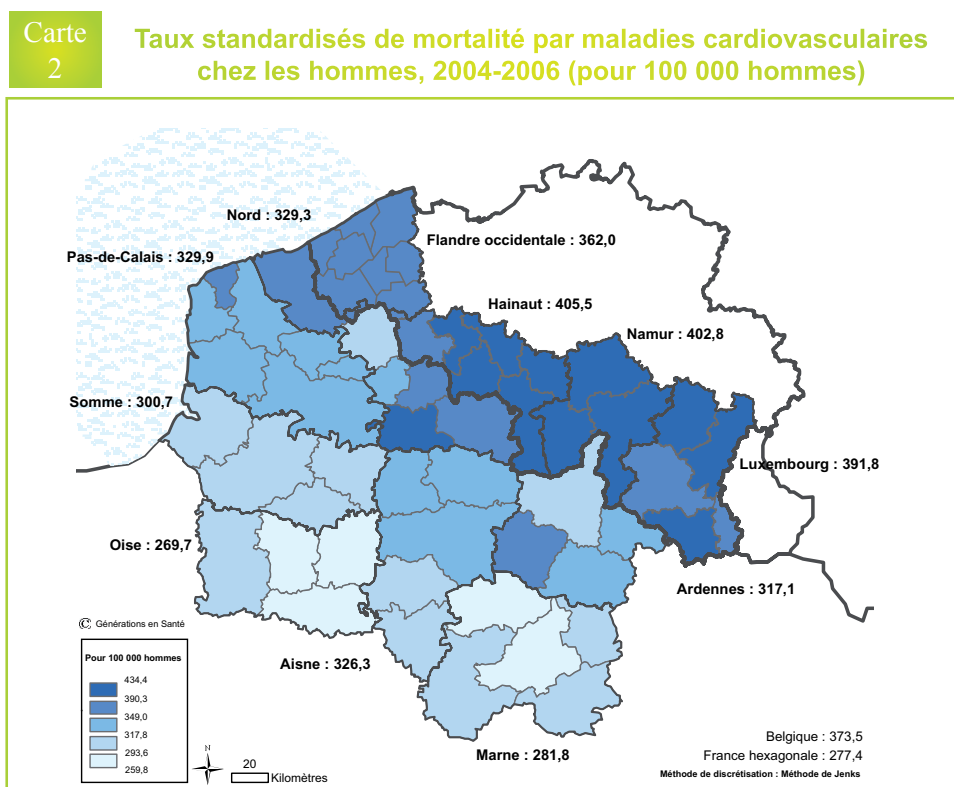 Carte
2
Taux standardisés de mortalité par maladies cardiovasculaires
chez les hommes, 2004-2006 (pour 100 000 hommes)
Nord : 329,3
Flandre occidentale : 362,0
Pas-de-Calais : 329,9
Hainaut : 405,5
Namur : 402,8
Somme : 300,7
Luxembourg : 391,8
Oise : 269,7
Ardennes : 317,1
© Générations en Santé
Aisne : 326,3
Pour 100 000 hommes
434,4
390,3
349,0
317,8
293,6
259,8
N
20
Kilomètres
Marne : 281,8
Belgique : 373,5
France hexagonale : 277,4
Méthode de discrétisation : Méthode de Jenks